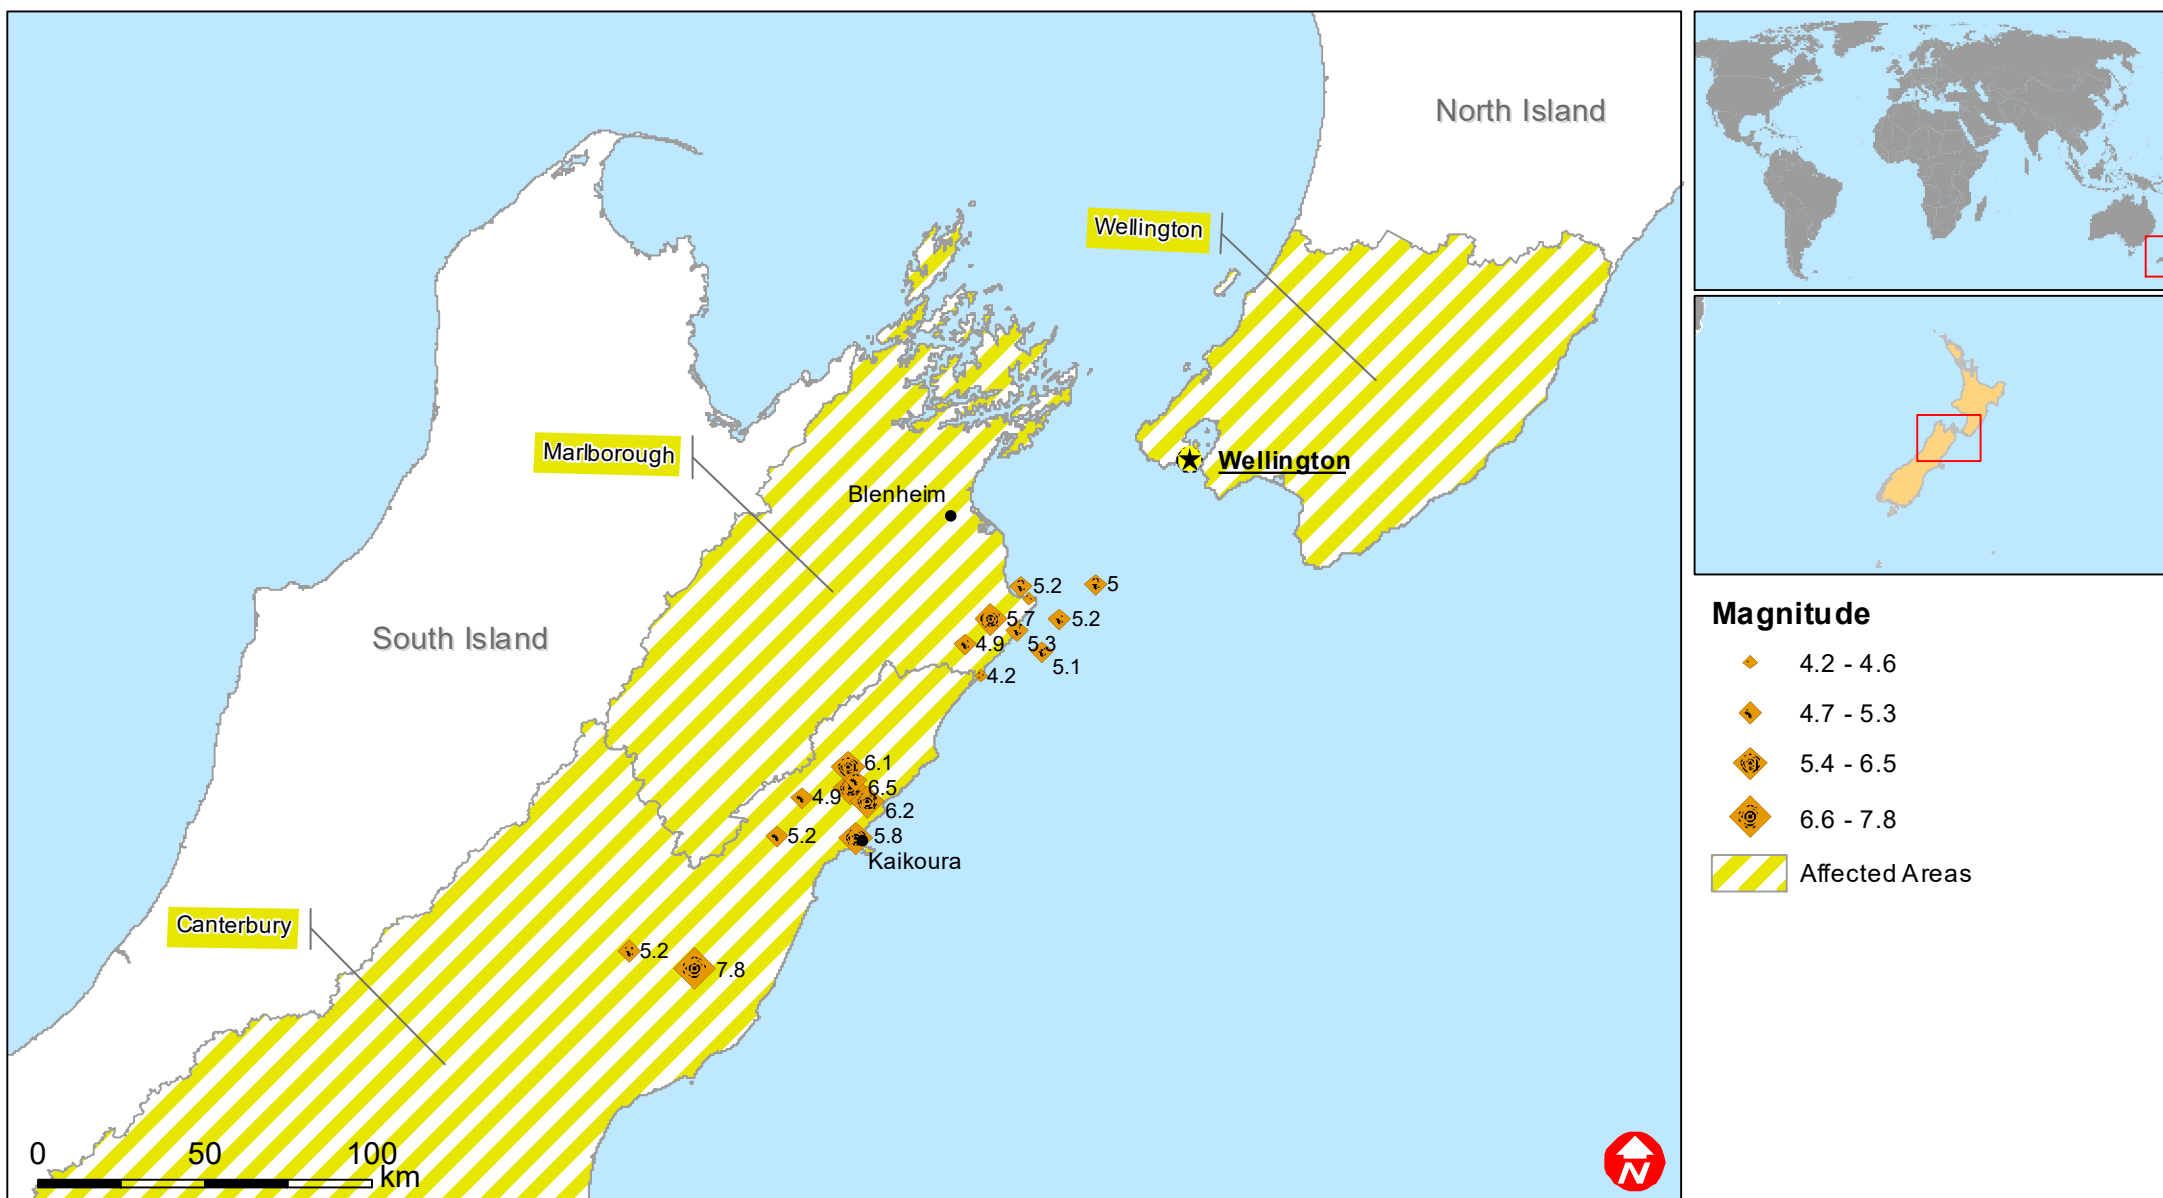 North Island
Wellington
Marlborough
Wellington
Blenheim
5.2
5
5.7
5.2
4.9
5.3
5.1
4.2
South Island
6.1
6.5
4.9
6.2
5.2
5.8
Kaikoura
Canterbury
5.2
7.8
0 50 100
km
N
Magnitude
4.2 - 4.6
4.7 - 5.3
5.4 - 6.5
6.6 - 7.8
Affected Areas